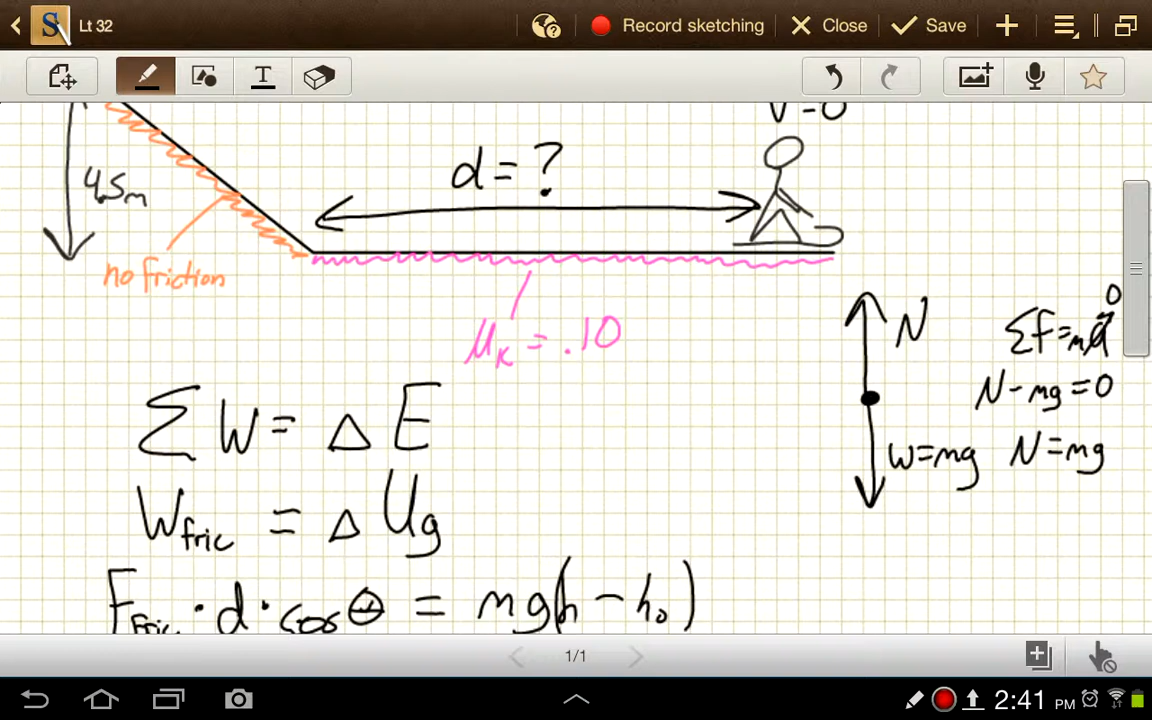 Lt 32
Record sketching
Close
Save
V=0
d = ?
4.5m
no friction
μk = .10
N
ΣF=ma 0
N-mg=0
W=mg
N=mg
ΣW = ΔE
Wfric = ΔUg
Ffric · d · cosθ = mg(h - h₀)
1/1
2:41 PM